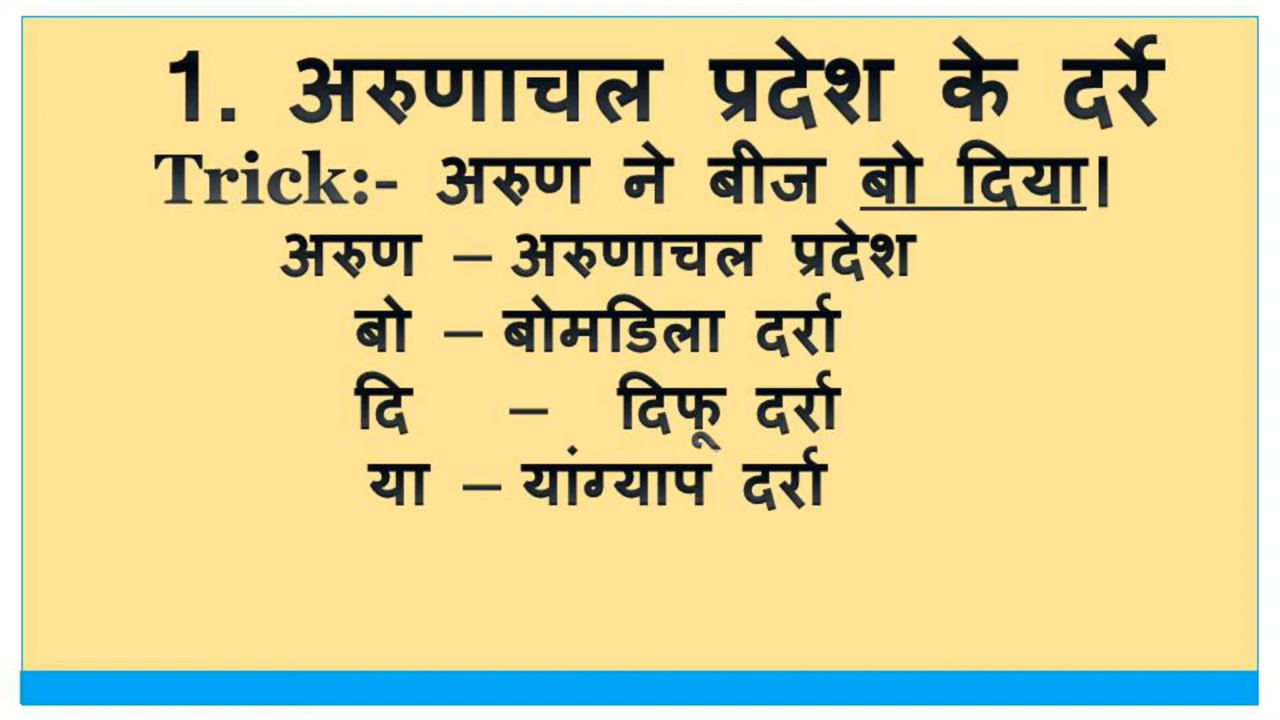 1. अरुणाचल प्रदेश के दर्रे
Trick:- अरुण ने बीज बो दिया।
अरुण – अरुणाचल प्रदेश
बो – बोमडिला दर्रा
दि – दिफू दर्रा
या – यांग्याप दर्रा